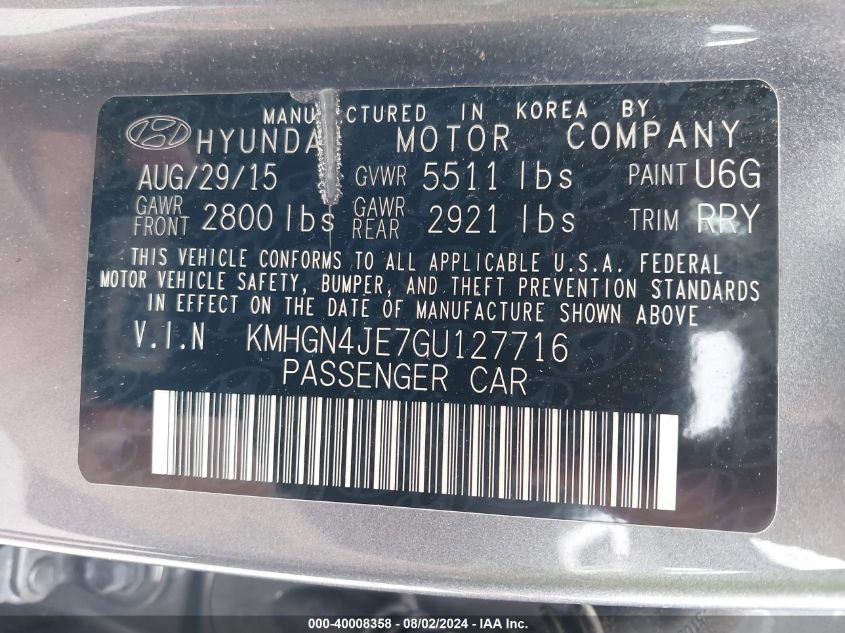 MANUFACTURED IN KOREA BY
HYUNDAI MOTOR COMPANY
AUG/29/15 GVWR 5511 lbs PAINT U6G
GAWR FRONT 2800 lbs GAWR REAR 2921 lbs TRIM RRY
THIS VEHICLE CONFORMS TO ALL APPLICABLE U.S.A. FEDERAL
MOTOR VEHICLE SAFETY, BUMPER, AND THEFT PREVENTION STANDARDS
IN EFFECT ON THE DATE OF MANUFACTURE SHOWN ABOVE
V.I.N KMHGN4JE7GU127716
PASSENGER CAR
000-40008358 - 08/02/2024 - IAA Inc.